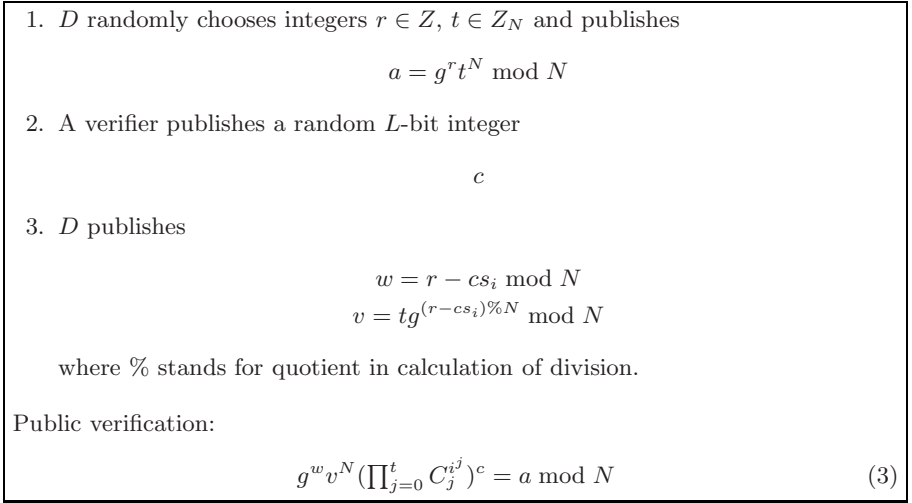 1. D randomly chooses integers r ∈ Z, t ∈ Z_N and publishes
a = g^r t^N mod N
2. A verifier publishes a random L-bit integer
c
3. D publishes
w = r − cs_i mod N
v = tg^{(r−cs_i)%N} mod N
where % stands for quotient in calculation of division.
Public verification:
g^w v^N (∏_{j=0}^{t} C_j^{i^j})^c = a mod N (3)